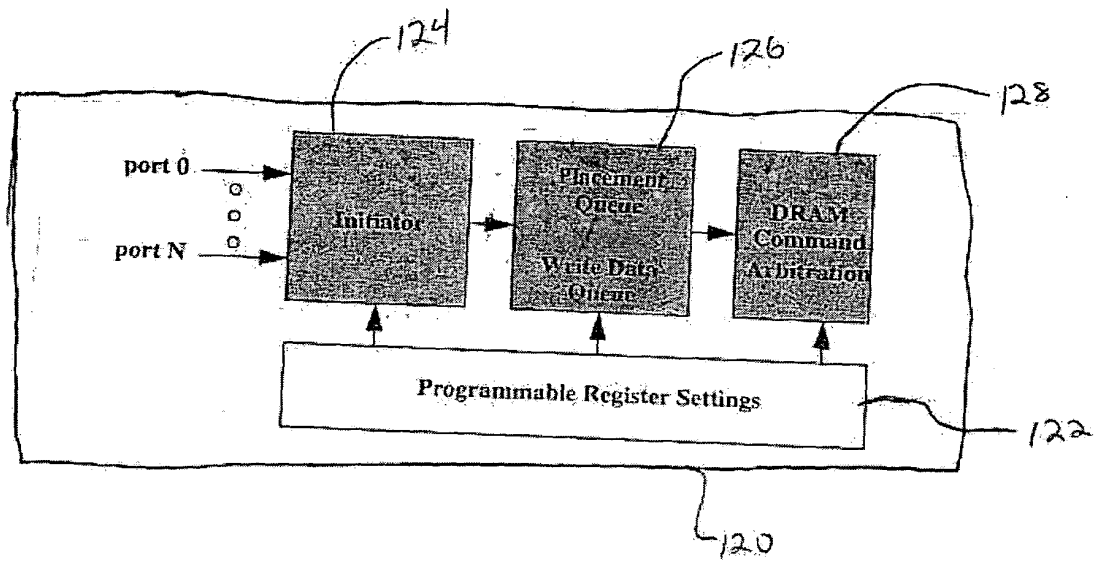 124
126
128
port 0
port N
Initiator
Placement
Queue
/
Write Data
Queue
DRAM
Command
Arbitration
Programmable Register Settings
122
120